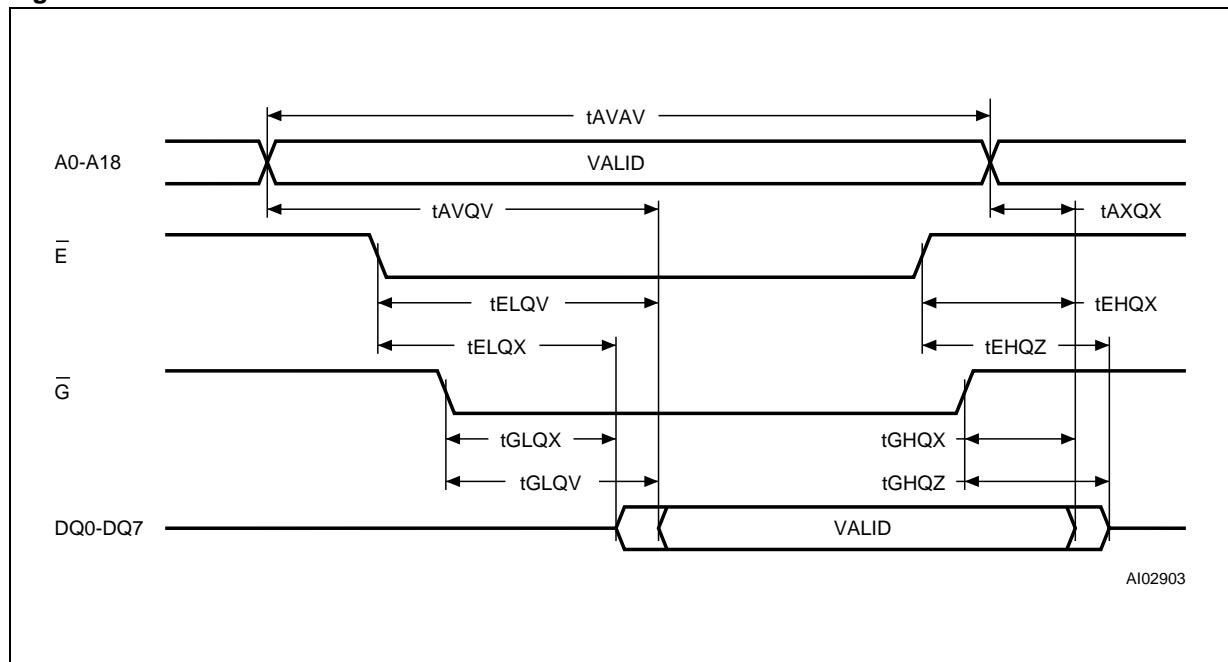 tAVAV
A0-A18
VALID
tAVQV
tAXQX
E
tELQV
tEHQX
tELQX
tEHQZ
G
tGLQX
tGHQX
tGLQV
tGHQZ
DQ0-DQ7
VALID
AI02903